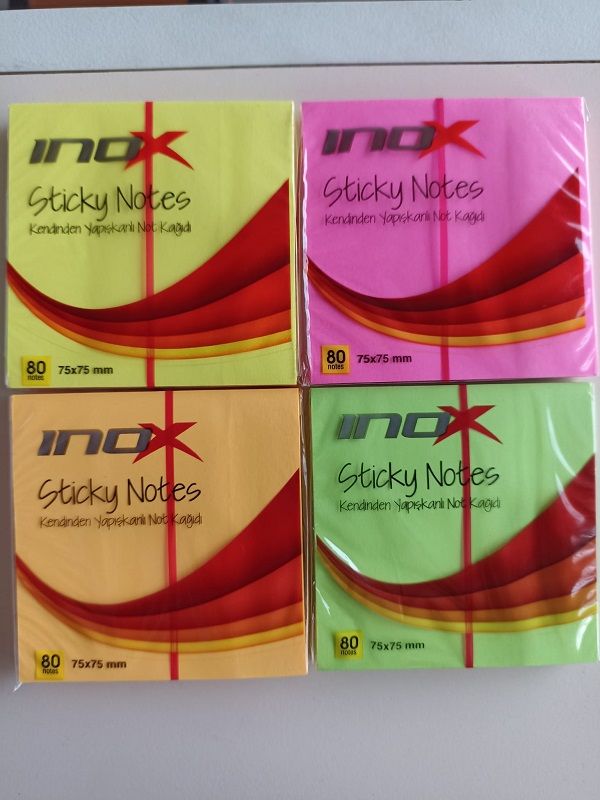 inoX
Sticky Notes
Kendinden Yapışkanlı Not Kağıdı
80
notes
75x75 mm
inoX
Sticky Notes
Kendinden Yapışkanlı Not Kağıdı
80
notes
75x75 mm
inoX
Sticky Notes
Kendinden Yapışkanlı Not Kağıdı
80
notes
75x75 mm
inoX
Sticky Notes
Kendinden Yapışkanlı Not Kağıdı
80
notes
75x75 mm